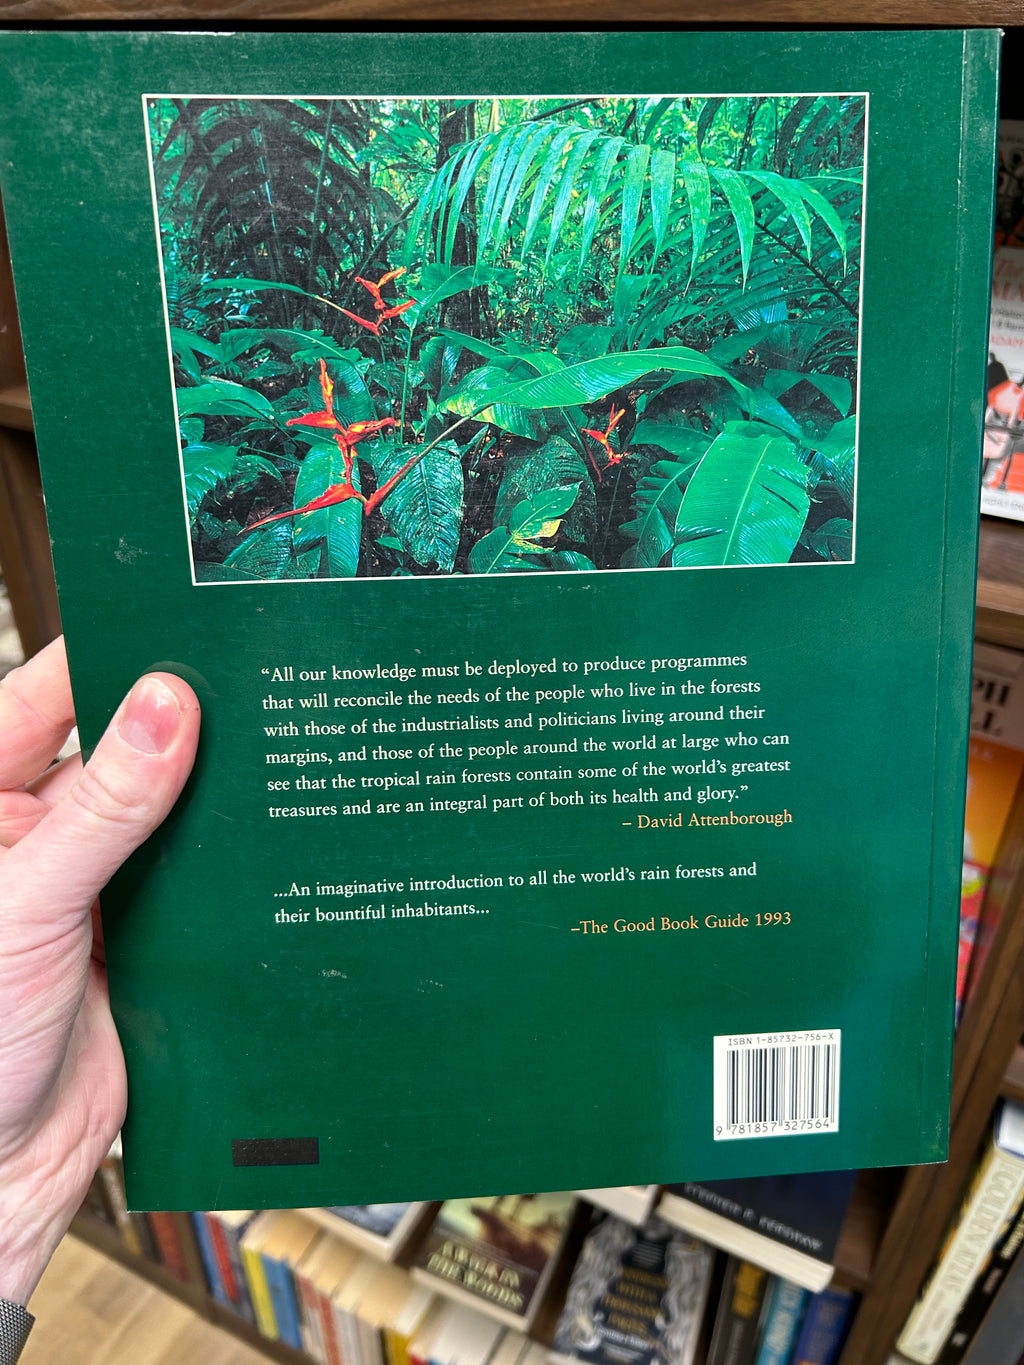 “All our knowledge must be deployed to produce programmes
that will reconcile the needs of the people who live in the forests
with those of the industrialists and politicians living around their
margins, and those of the people around the world at large who can
see that the tropical rain forests contain some of the world’s greatest
treasures and are an integral part of both its health and glory.”
– David Attenborough
...An imaginative introduction to all the world’s rain forests and
their bountiful inhabitants...
–The Good Book Guide 1993
ISBN 1-85732-756-X
9 781857 327564
A WALK IN
THE WOODS